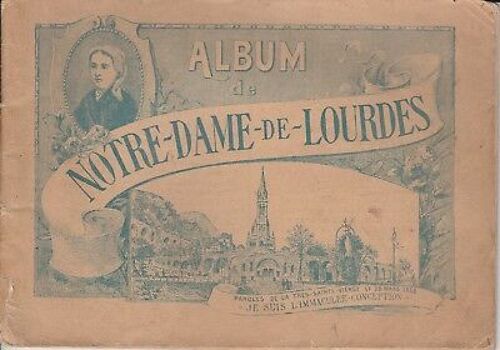 ALBUM
de
NOTRE-DAME-DE-LOURDES
PAROLES DE LA TRÈS-SAINTE-VIERGE LE 25 MARS 1858
"JE SUIS L'IMMACULÉE-CONCEPTION"